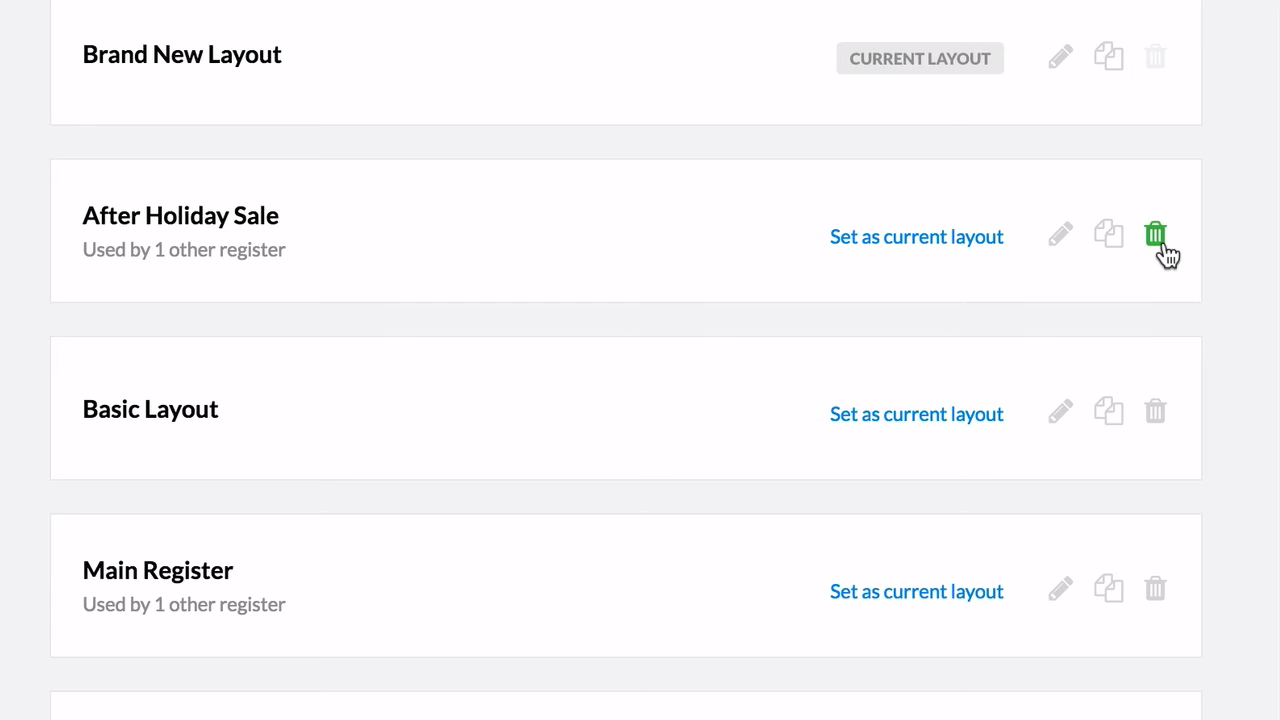 Brand New Layout
CURRENT LAYOUT
After Holiday Sale
Used by 1 other register
Set as current layout
Basic Layout
Set as current layout
Main Register
Used by 1 other register
Set as current layout